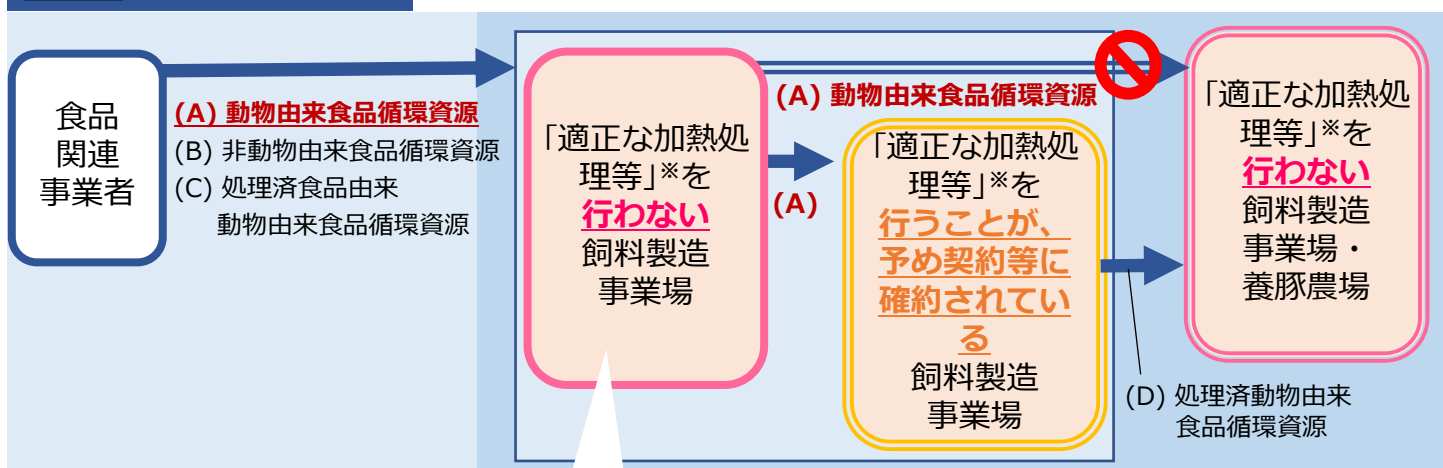 食品
関連
事業者
(A) 動物由来食品循環資源
(B) 非動物由来食品循環資源
(C) 処理済食品由来
動物由来食品循環資源
「適正な加熱処
理等」※を
行わない
飼料製造
事業場
(A) 動物由来食品循環資源
(A)
「適正な加熱処
理等」※を
行うことが、
予め契約等に
確約されてい
る
飼料製造
事業場
「適正な加熱処
理等」※を
行わない
飼料製造
事業場・
養豚農場
(D) 処理済動物由来
食品循環資源